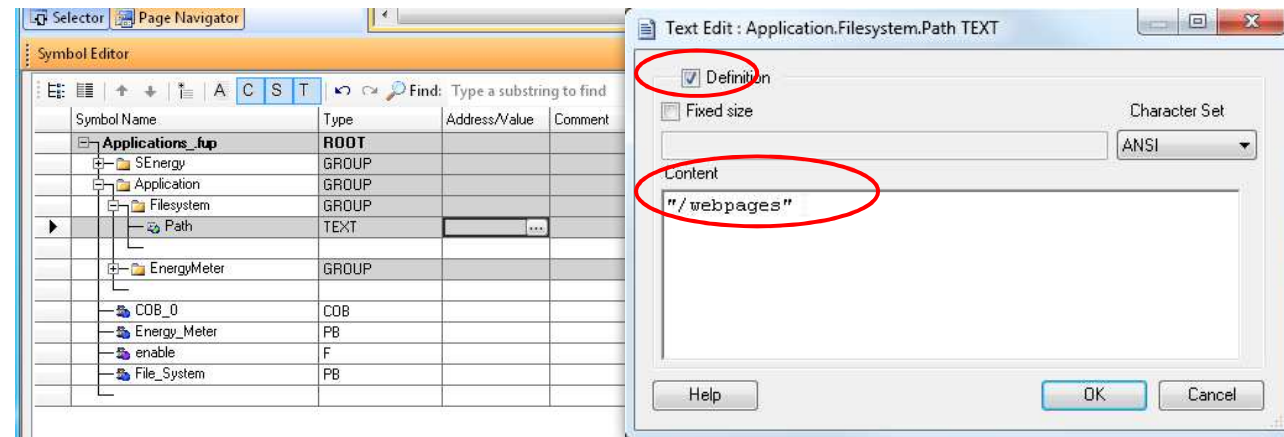 Selector Page Navigator
Symbol Editor
A C S T Find: Type a substring to find
Symbol Name Type Address/Value Comment
Applications_.fup ROOT
SEnergy GROUP
Application GROUP
Filesystem GROUP
Path TEXT ...
EnergyMeter GROUP
COB_0 COB
Energy_Meter PB
enable F
File_System PB
Text Edit : Application.Filesystem.Path TEXT
Definition
Fixed size Character Set
ANSI
Content
"/webpages"
Help OK Cancel